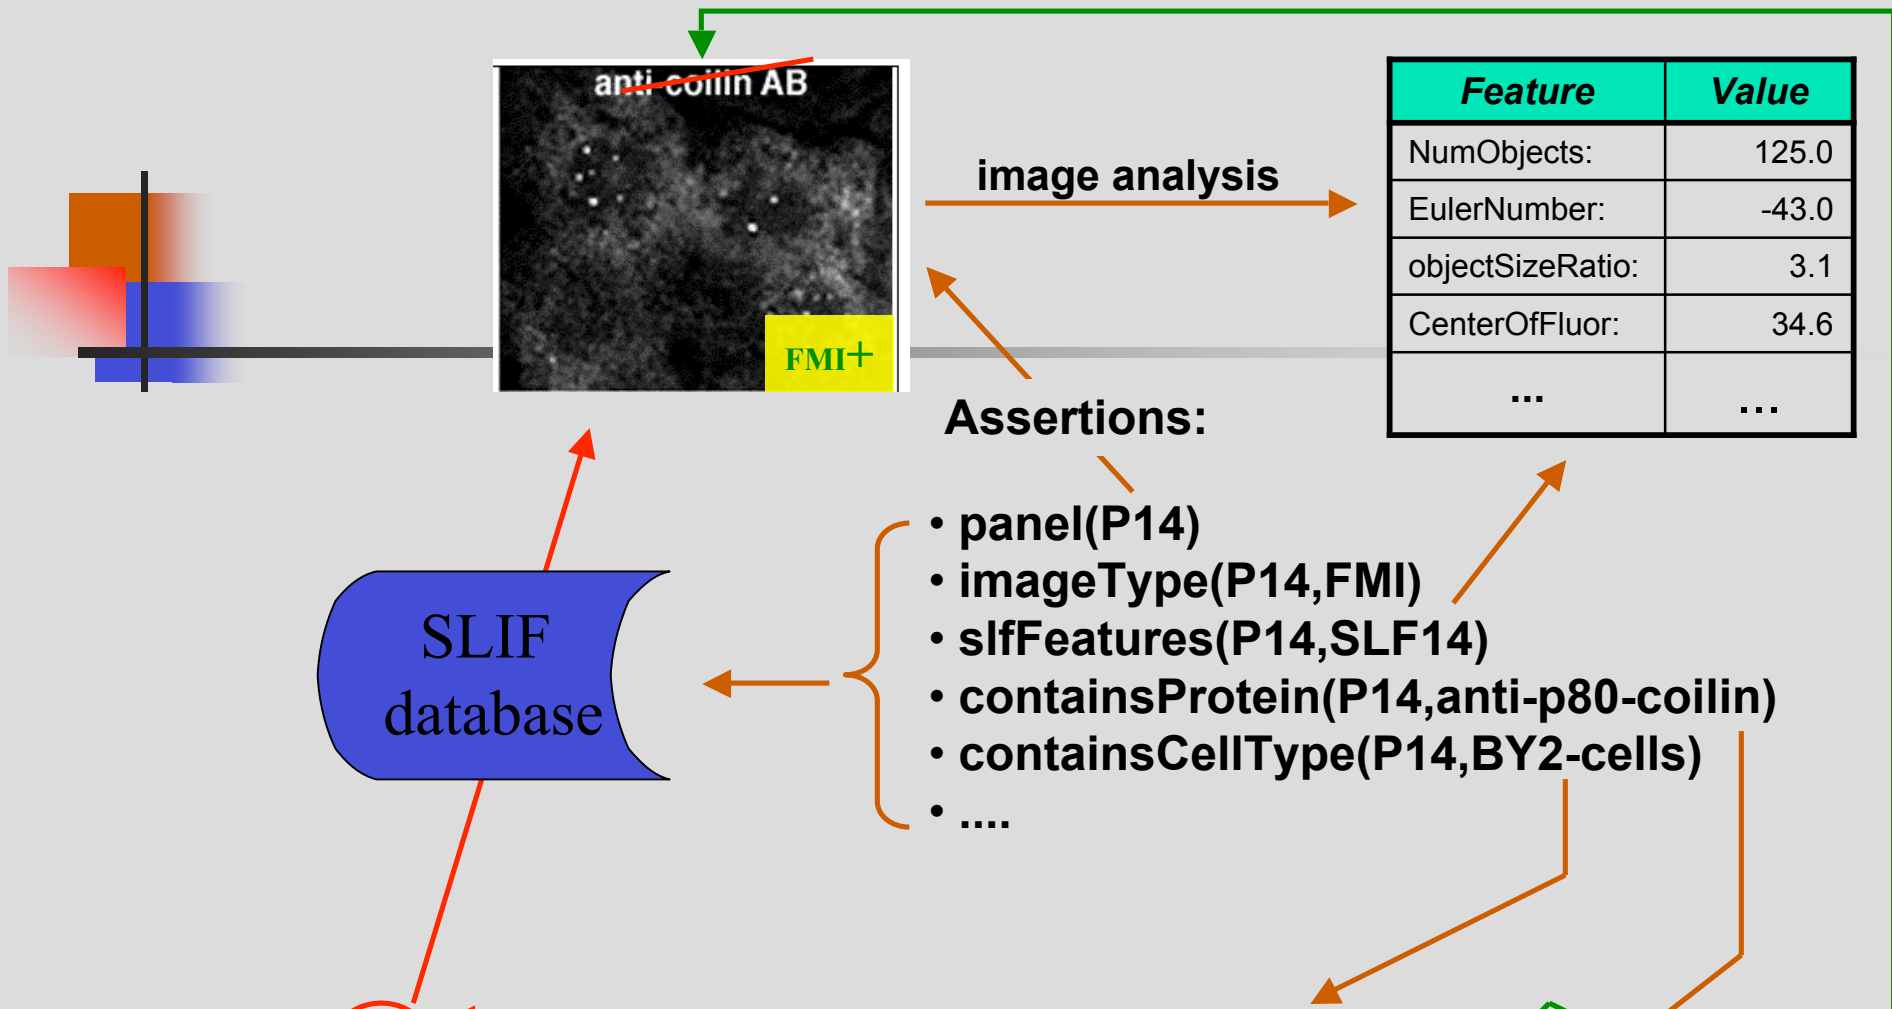 anti-coilin AB
FMI+
image analysis
Feature Value
NumObjects: 125.0
EulerNumber: -43.0
objectSizeRatio: 3.1
CenterOfFluor: 34.6
... ...
Assertions:
• panel(P14)
• imageType(P14,FMI)
• slfFeatures(P14,SLF14)
• containsProtein(P14,anti-p80-coilin)
• containsCellType(P14,BY2-cells)
• ....
SLIF
database